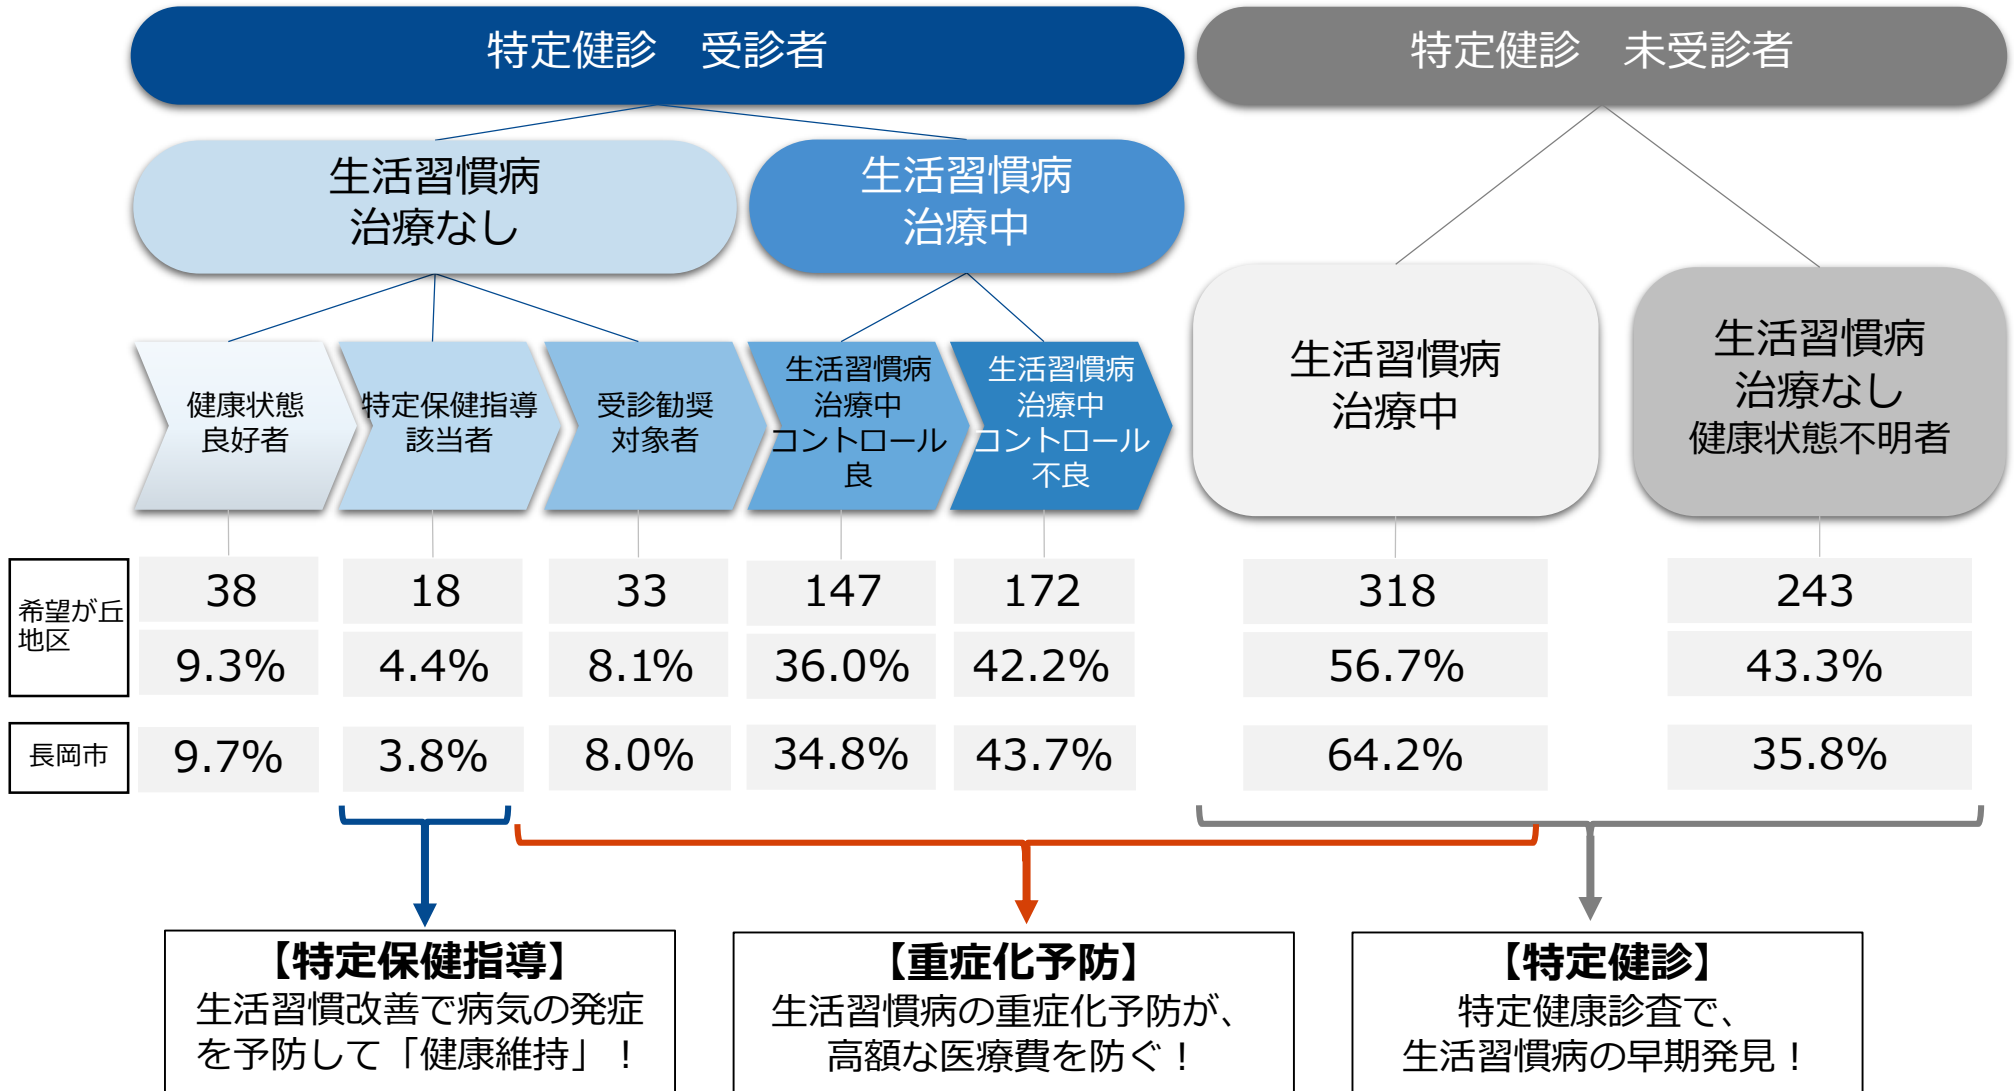 特定健診　受診者
特定健診　未受診者
生活習慣病
治療なし
生活習慣病
治療中
健康状態
良好者
特定保健指導
該当者
受診勧奨
対象者
生活習慣病
治療中
コントロール
良
生活習慣病
治療中
コントロール
不良
生活習慣病
治療中
生活習慣病
治療なし
健康状態不明者
希望が丘
地区
38
18
33
147
172
318
243
9.3%
4.4%
8.1%
36.0%
42.2%
56.7%
43.3%
長岡市
9.7%
3.8%
8.0%
34.8%
43.7%
64.2%
35.8%
【特定保健指導】
生活習慣改善で病気の発症
を予防して「健康維持」！
【重症化予防】
生活習慣病の重症化予防が、
高額な医療費を防ぐ！
【特定健診】
特定健康診査で、
生活習慣病の早期発見！